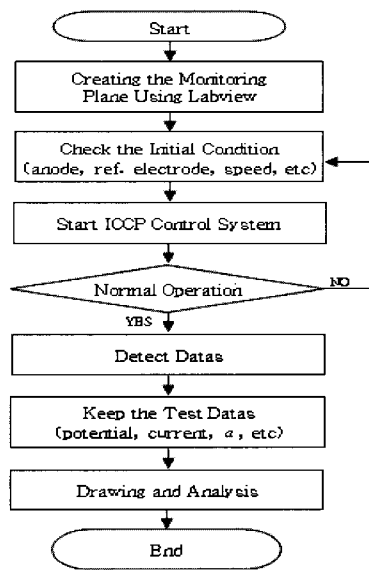 Start
Creating the Monitoring
Plane Using Labview
Check the Initial Condition
(anode, ref. electrode, speed, etc)
Start ICCP Control System
Normal Operation
NO
YES
Detect Datas
Keep the Test Datas
(potential, current, a, etc)
Drawing and Analysis
End